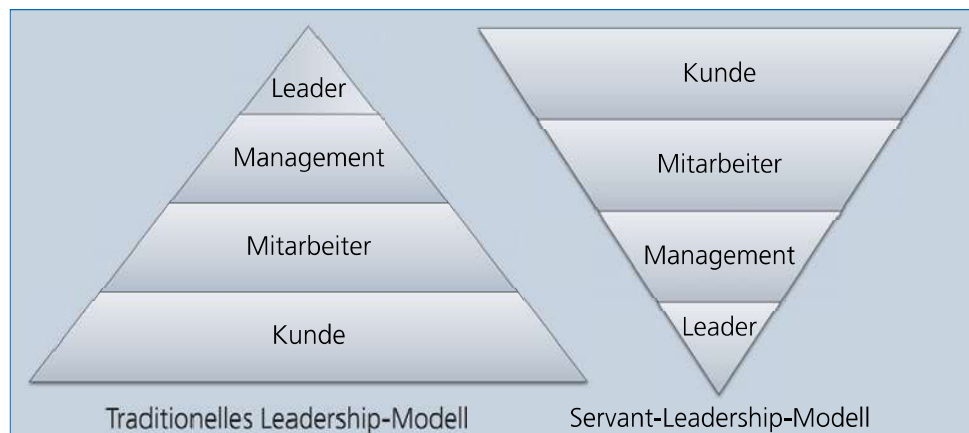 Leader
Management
Mitarbeiter
Kunde
Traditionelles Leadership-Modell
Kunde
Mitarbeiter
Management
Leader
Servant-Leadership-Modell